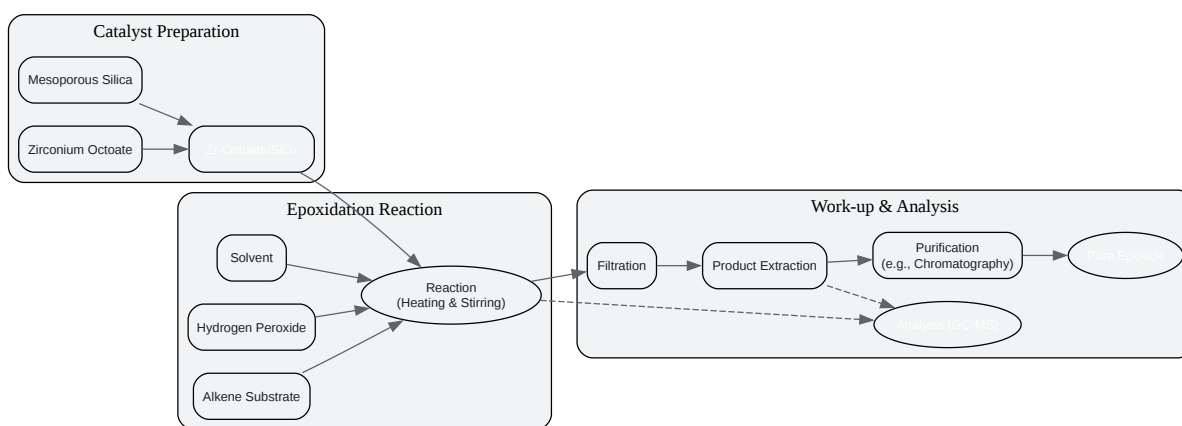 Catalyst Preparation
Mesoporous Silica
Zirconium Octoate
Zr-Octoate/SiO₂
Epoxidation Reaction
Solvent
Hydrogen Peroxide
Alkene Substrate
Reaction
(Heating & Stirring)
Work-up & Analysis
Filtration
Product Extraction
Purification
(e.g., Chromatography)
Pure Epoxide
Analysis (GC-MS)